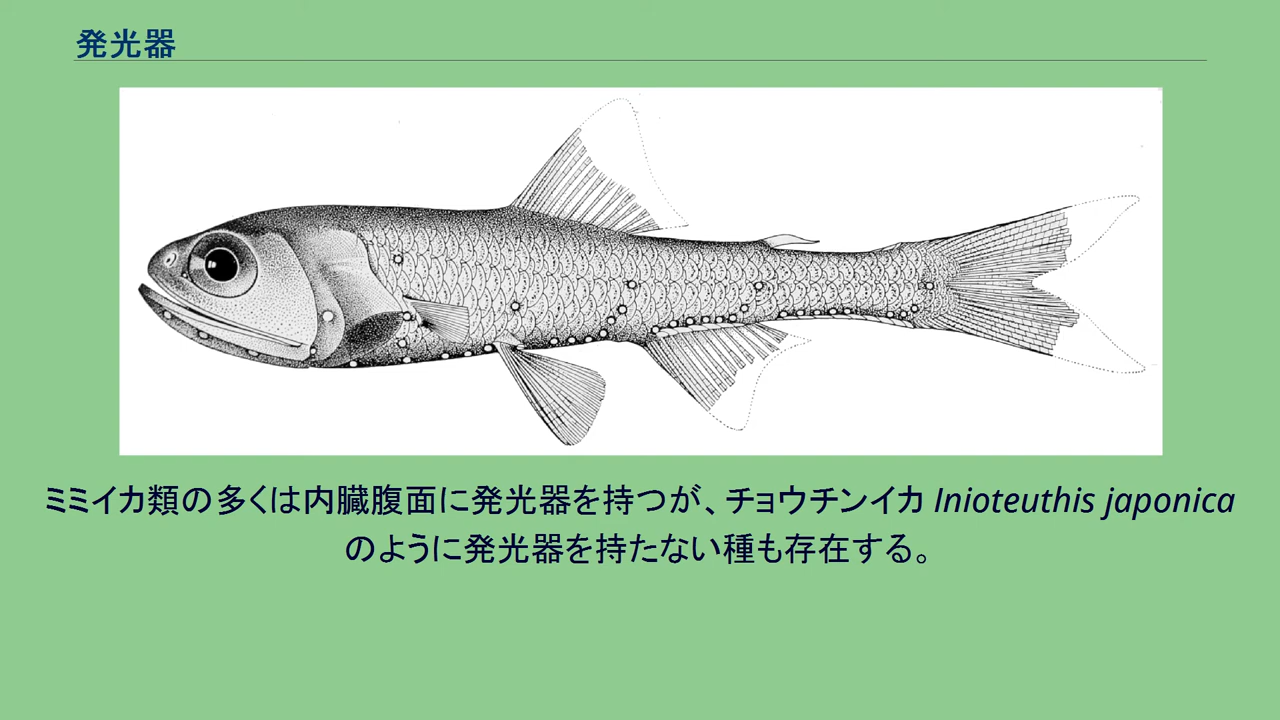 発光器
ミミイカ類の多くは内臓腹面に発光器を持つが、チョウチンイカ Inioteuthis japonica
のように発光器を持たない種も存在する。